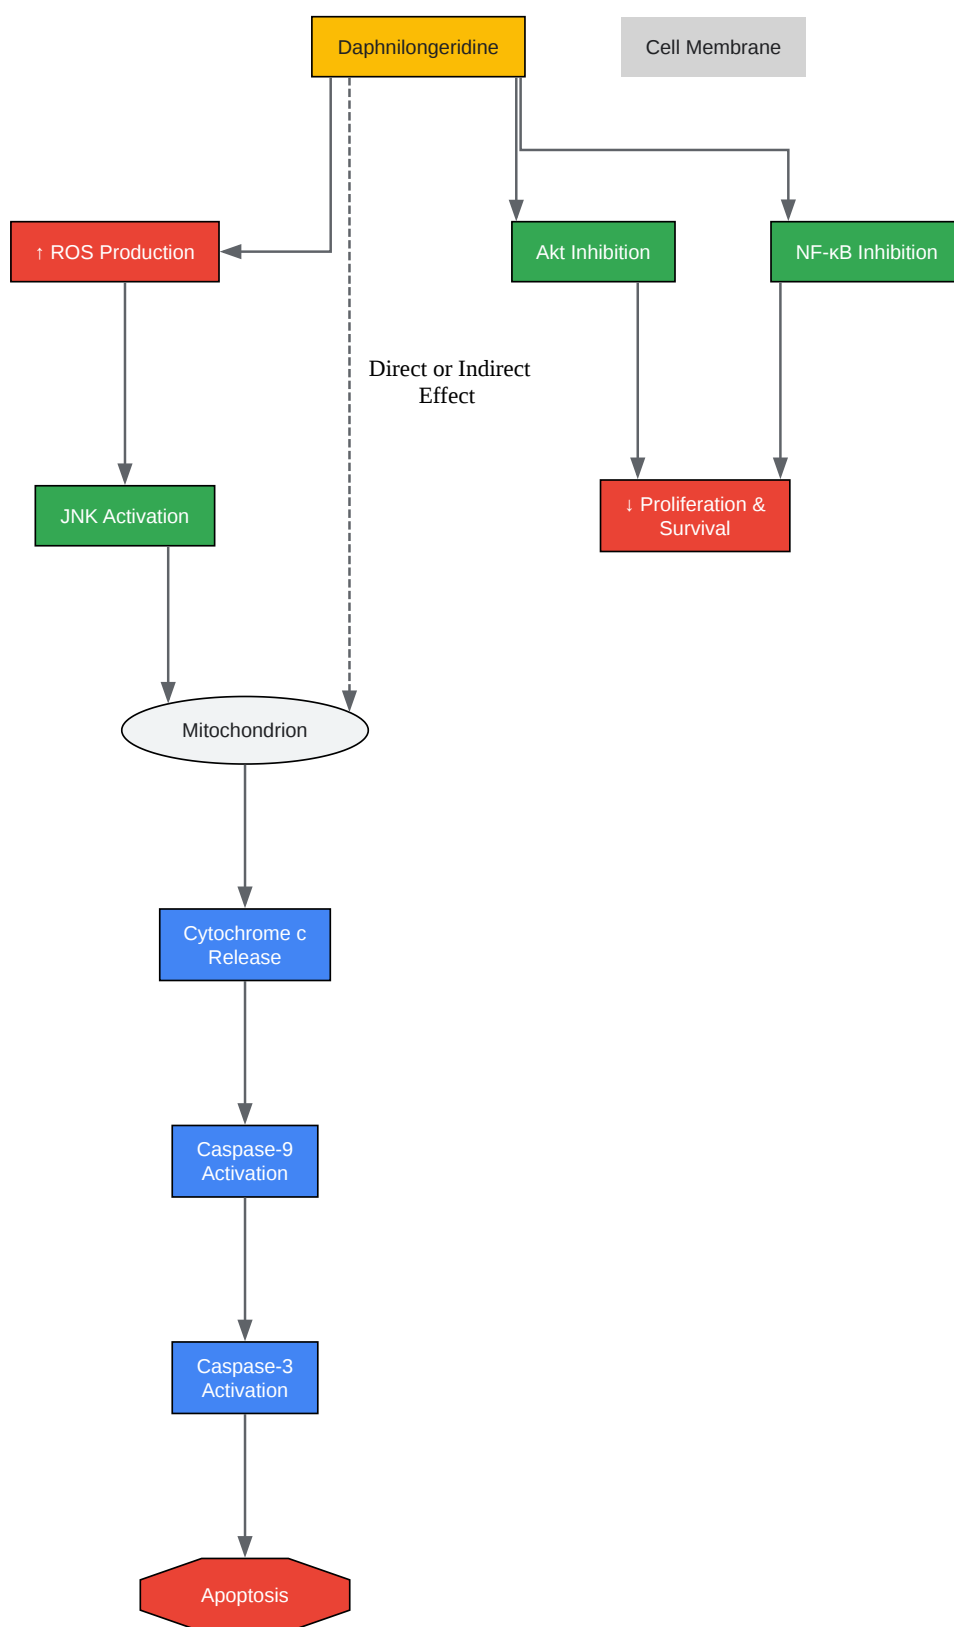 Daphnilongeridine
Cell Membrane
↑ ROS Production
Akt Inhibition
NF-κB Inhibition
Direct or Indirect
Effect
↓ Proliferation &
Survival
JNK Activation
Mitochondrion
Cytochrome c
Release
Caspase-9
Activation
Caspase-3
Activation
Apoptosis